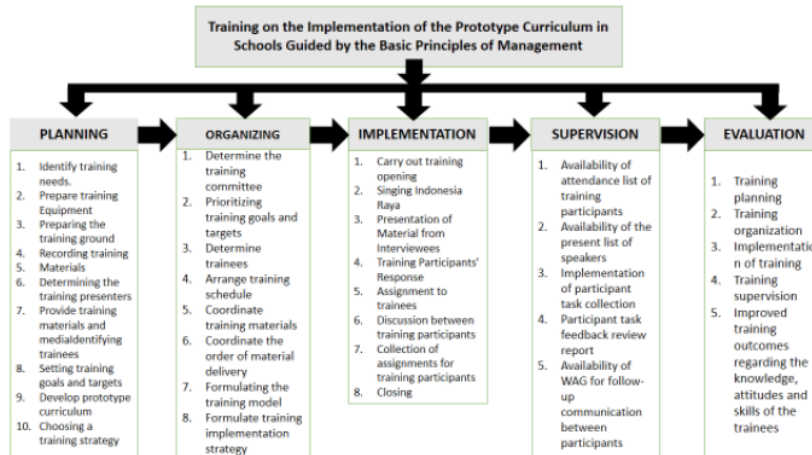 Training on the Implementation of the Prototype Curriculum in
Schools Guided by the Basic Principles of Management
PLANNING
1. Identify training
needs.
2. Prepare training
Equipment
3. Preparing the
training ground
4. Recording training
5. Materials
6. Determining the
training presenters
7. Provide training
materials and
medialdentifying
trainees
8. Setting training
goals and targets
9. Develop prototype
curriculum
10. Choosing a
training strategy
ORGANIZING
1. Determine the
training
committee
2. Prioritizing
training goals and
targets
3. Determine
trainees
4. Arrange training
schedule
5. Coordinate
training materials
6. Coordinate the
order of material
delivery
7. Formulating the
training model
8. Formulate training
implementation
strategy
IMPLEMENTATION
1. Carry out training
opening
2. Singing Indonesia
Raya
3. Presentation of
Material from
Interviewees
4. Training Participants'
Response
5. Assignment to
trainees
6. Discussion between
training participants
7. Collection of
assignments for
training participants
8. Closing
SUPERVISION
1. Availability of
attendance list of
training
participants
2. Availability of the
present list of
speakers
3. Implementation
of participant
task collection
4. Participant task
feedback review
report
5. Availability of
WAG for follow-
up
communication
between
participants
EVALUATION
1. Training
planning
2. Training
organization
3. Implementatio
n of training
4. Training
supervision
5. Improved
training
outcomes
regarding the
knowledge,
attitudes and
skills of the
trainees